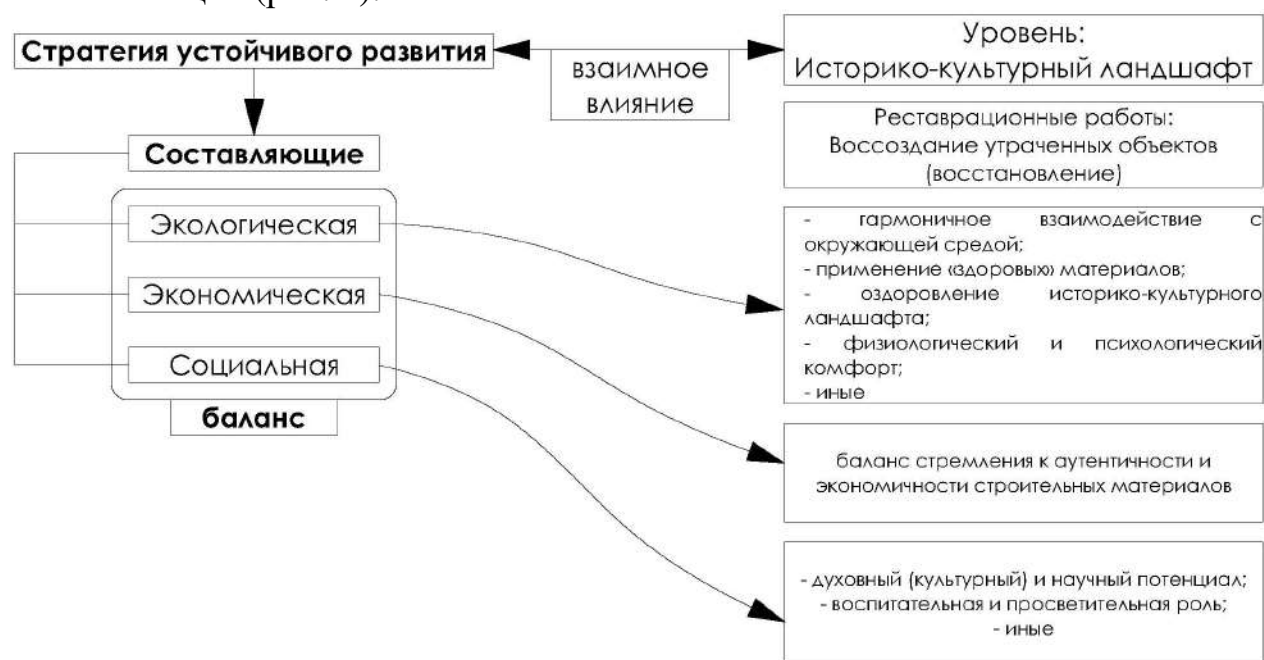 Стратегия устойчивого развития
взаимное
влияние
Уровень:
Историко-культурный ландшафт
Реставрационные работы:
Воссоздание утраченных объектов
(восстановление)
Составляющие
Экологическая
Экономическая
Социальная
баланс
- гармоничное взаимодействие с
окружающей средой;
- применение «здоровых» материалов;
- оздоровление историко-культурного
ландшафта;
- физиологический и психологический
комфорт;
- иные
баланс стремления к аутентичности и
экономичности строительных материалов
- духовный (культурный) и научный потенциал;
- воспитательная и просветительная роль;
- иные